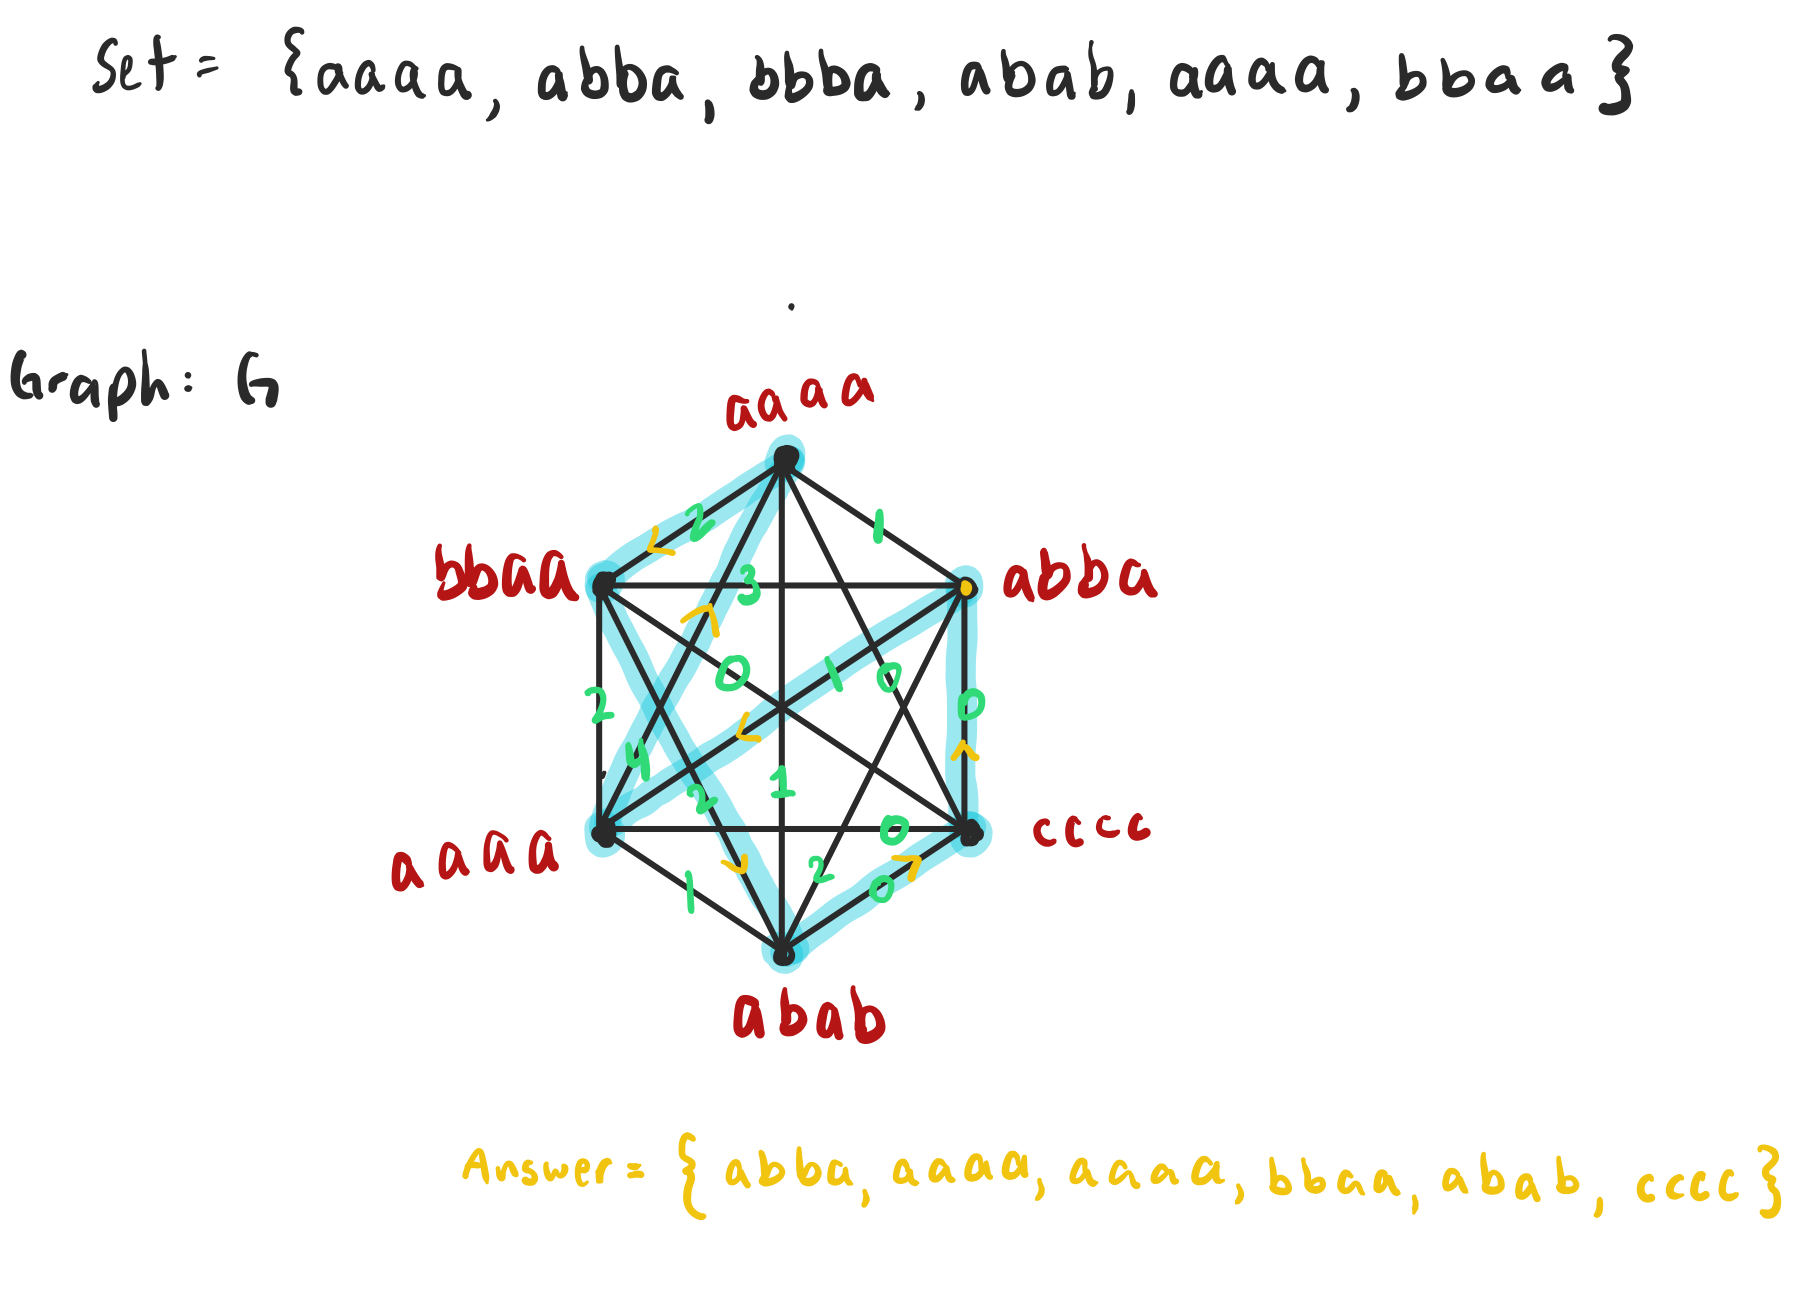 Set = {aaaa, abba, bbba, abab, aaaa, bbaa}
Graph: G
aaaa
2
1
bbaa
3
abba
0
1
0
2
0
4
2
1
0
cccc
aaaa
1
2
0
abab
Answer = {abba, aaaa, aaaa, bbaa, abab, cccc}